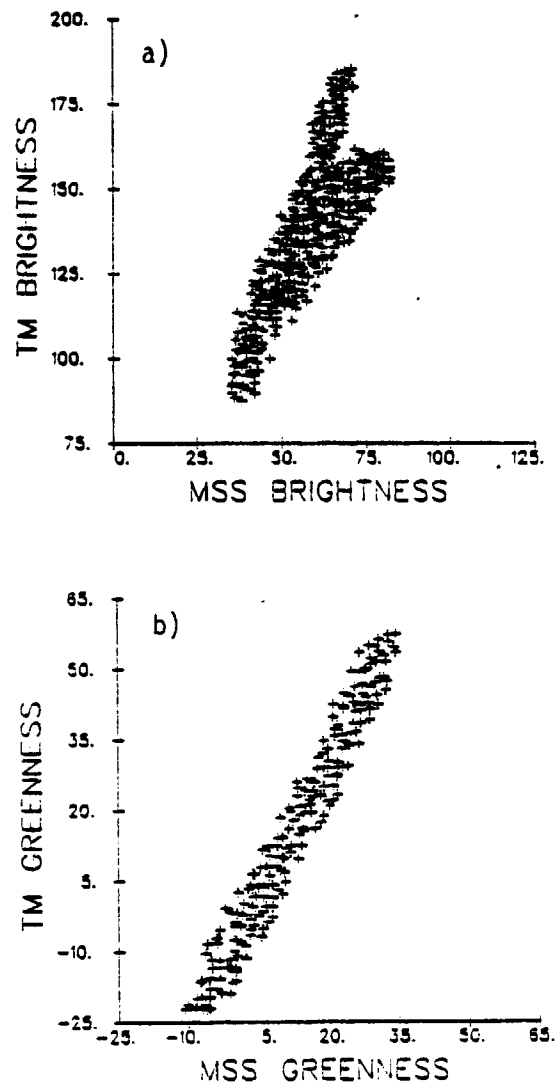 200.
a)
175.
150.
125.
100.
75.
TM BRIGHTNESS
0. 25. 50. 75. 100. 125.
MSS BRIGHTNESS
65.
b)
50.
35.
20.
5.
-10.
-25.
TM GREENNESS
-25. -10. 5. 20. 35. 50. 65.
MSS GREENNESS